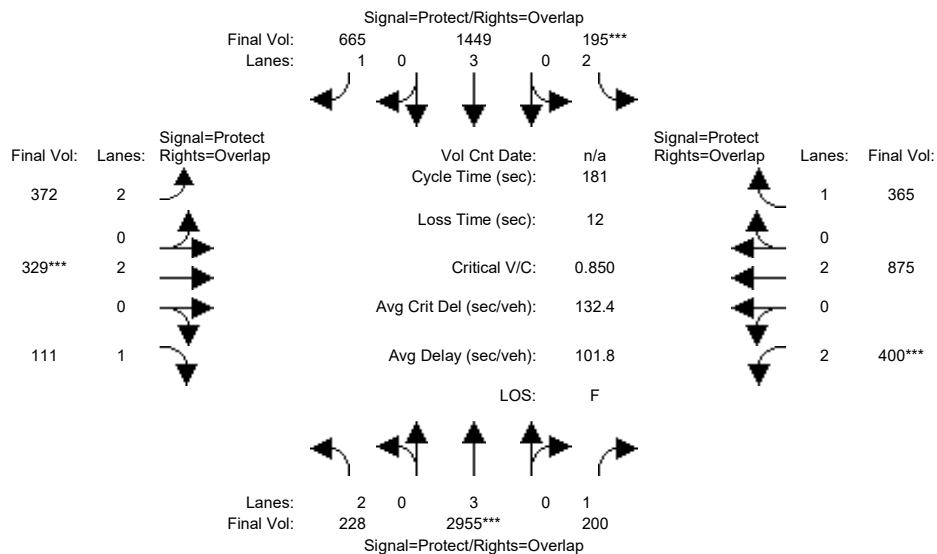 Signal=Protect/Rights=Overlap
Final Vol: 665 1449 195***
Lanes: 1 0 3 0 2
Signal=Protect Signal=Protect
Final Vol: Lanes: Rights=Overlap Vol Cnt Date: n/a Rights=Overlap Lanes: Final Vol:
Cycle Time (sec): 181
372 2 1 365
Loss Time (sec): 12
0 0
329*** 2 Critical V/C: 0.850 2 875
0 Avg Crit Del (sec/veh): 132.4 0
111 1 Avg Delay (sec/veh): 101.8 2 400***
LOS: F
Lanes: 2 0 3 0 1
Final Vol: 228 2955*** 200
Signal=Protect/Rights=Overlap